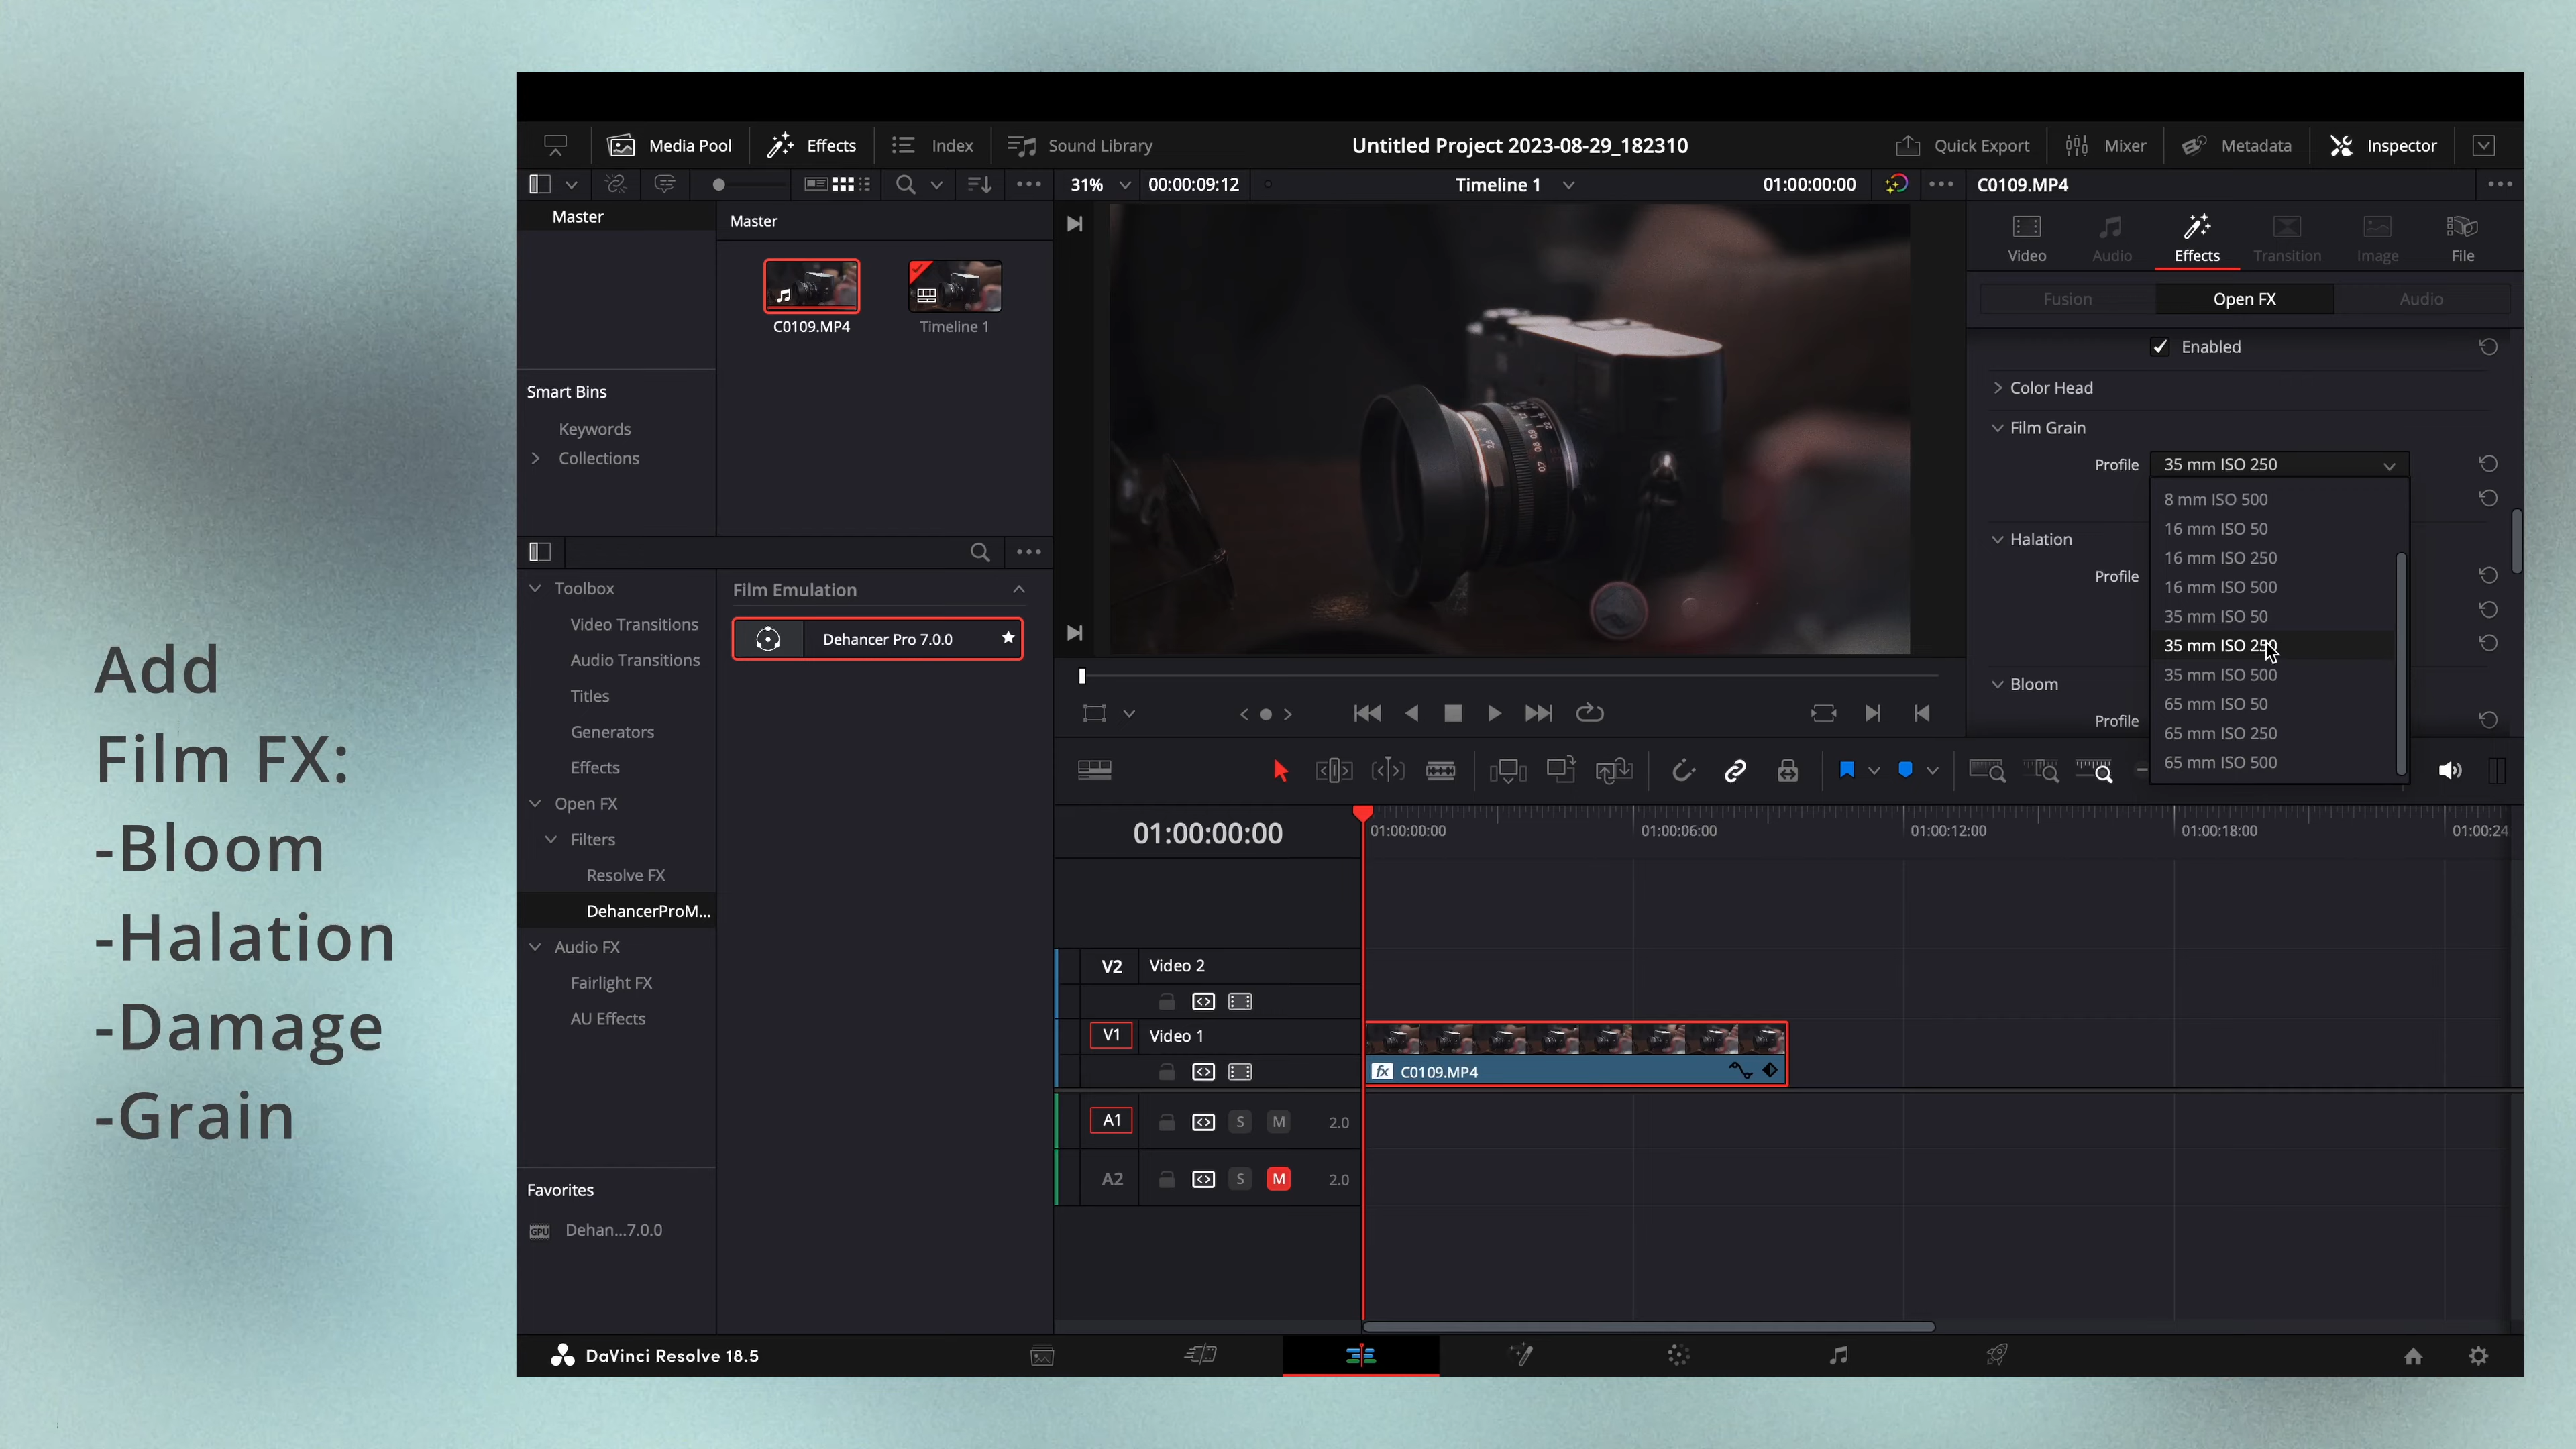 Add
Film FX:
-Bloom
-Halation
-Damage
-Grain
Media Pool
Effects
Index
Sound Library
Untitled Project 2023-08-29_182310
Quick Export
Mixer
Metadata
Inspector
31%
00:00:09:12
Timeline 1
01:00:00:00
C0109.MP4
Master
Master
C0109.MP4
Timeline 1
Smart Bins
Keywords
Collections
Video
Audio
Effects
Transition
Image
File
Fusion
Open FX
Audio
Enabled
Color Head
Film Grain
Profile
35 mm ISO 250
8 mm ISO 500
16 mm ISO 50
16 mm ISO 250
16 mm ISO 500
35 mm ISO 50
35 mm ISO 250
35 mm ISO 500
65 mm ISO 50
65 mm ISO 250
65 mm ISO 500
Halation
Profile
Bloom
Profile
Toolbox
Video Transitions
Audio Transitions
Titles
Generators
Effects
Open FX
Filters
Resolve FX
DehancerProM...
Audio FX
Fairlight FX
AU Effects
Film Emulation
Dehancer Pro 7.0.0
Favorites
GPU
Dehan...7.0.0
01:00:00:00
01:00:00:00
01:00:06:00
01:00:12:00
01:00:18:00
01:00:24
V2
Video 2
V1
Video 1
fx
C0109.MP4
A1
S
M
2.0
A2
S
M
2.0
DaVinci Resolve 18.5